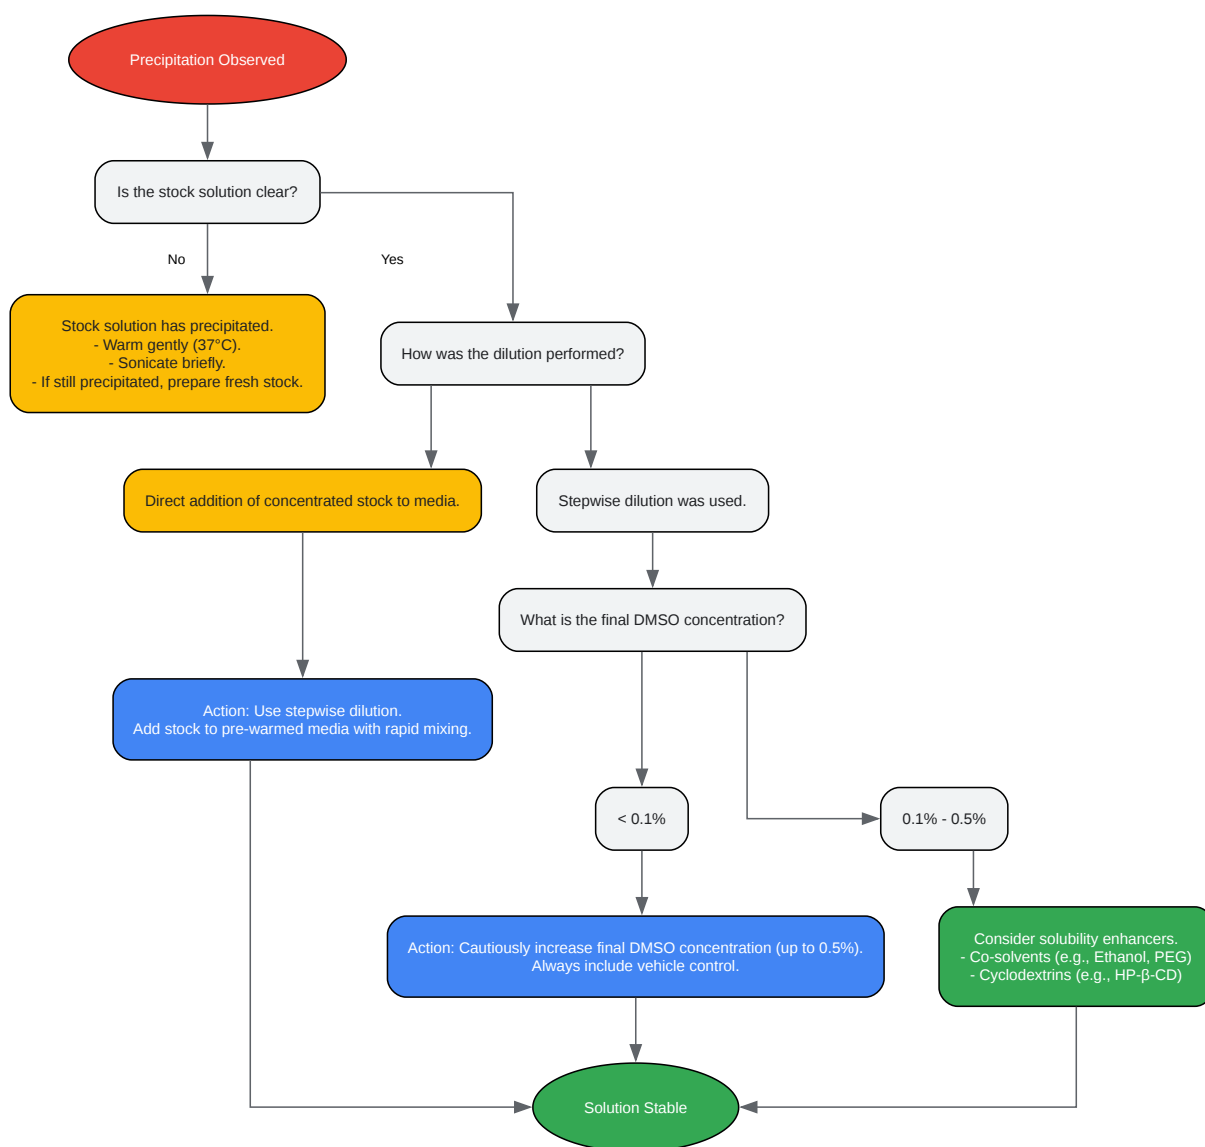 Precipitation Observed
Is the stock solution clear?
No
Yes
Stock solution has precipitated.
- Warm gently (37°C).
- Sonicate briefly.
- If still precipitated, prepare fresh stock.
How was the dilution performed?
Direct addition of concentrated stock to media.
Stepwise dilution was used.
What is the final DMSO concentration?
Action: Use stepwise dilution.
Add stock to pre-warmed media with rapid mixing.
< 0.1%
0.1% - 0.5%
Action: Cautiously increase final DMSO concentration (up to 0.5%).
Always include vehicle control.
Consider solubility enhancers.
- Co-solvents (e.g., Ethanol, PEG)
- Cyclodextrins (e.g., HP-β-CD)
Solution Stable